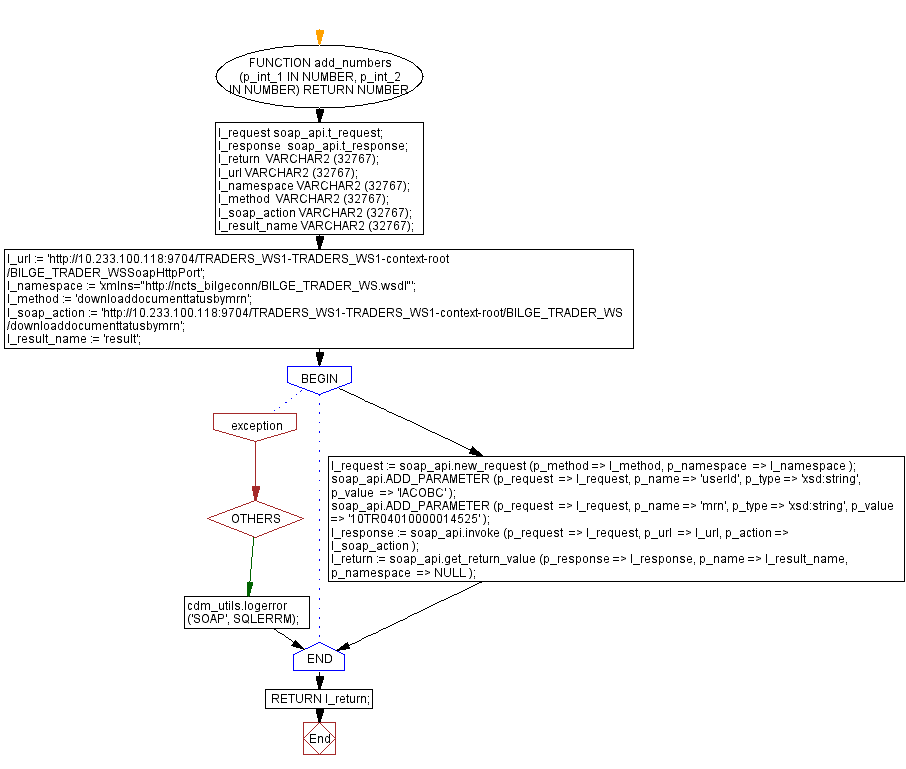 FUNCTION add_numbers
(p_int_1 IN NUMBER, p_int_2
IN NUMBER) RETURN NUMBER
l_request soap_api.t_request;
l_response  soap_api.t_response;
l_return  VARCHAR2 (32767);
l_url VARCHAR2 (32767);
l_namespace VARCHAR2 (32767);
l_method  VARCHAR2 (32767);
l_soap_action VARCHAR2 (32767);
l_result_name VARCHAR2 (32767);
l_url := 'http://10.233.100.118:9704/TRADERS_WS1-TRADERS_WS1-context-root
/BILGE_TRADER_WSSoapHttpPort';
l_namespace := 'xmlns="http://ncts_bilgeconn/BILGE_TRADER_WS.wsdl"';
l_method := 'downloaddocumenttatusbymrn';
l_soap_action := 'http://10.233.100.118:9704/TRADERS_WS1-TRADERS_WS1-context-root/BILGE_TRADER_WS
/downloaddocumenttatusbymrn';
l_result_name := 'result';
BEGIN
exception
OTHERS
cdm_utils.logerror
('SOAP', SQLERRM);
l_request := soap_api.new_request (p_method => l_method, p_namespace  => l_namespace );
soap_api.ADD_PARAMETER (p_request  => l_request, p_name => 'userId', p_type => 'xsd:string',
p_value  => 'IACOBC' );
soap_api.ADD_PARAMETER (p_request  => l_request, p_name => 'mrn', p_type => 'xsd:string', p_value
=> '10TR04010000014525' );
l_response := soap_api.invoke (p_request  => l_request, p_url  => l_url, p_action =>
l_soap_action );
l_return := soap_api.get_return_value (p_response => l_response, p_name => l_result_name,
p_namespace  => NULL );
END
RETURN l_return;
End